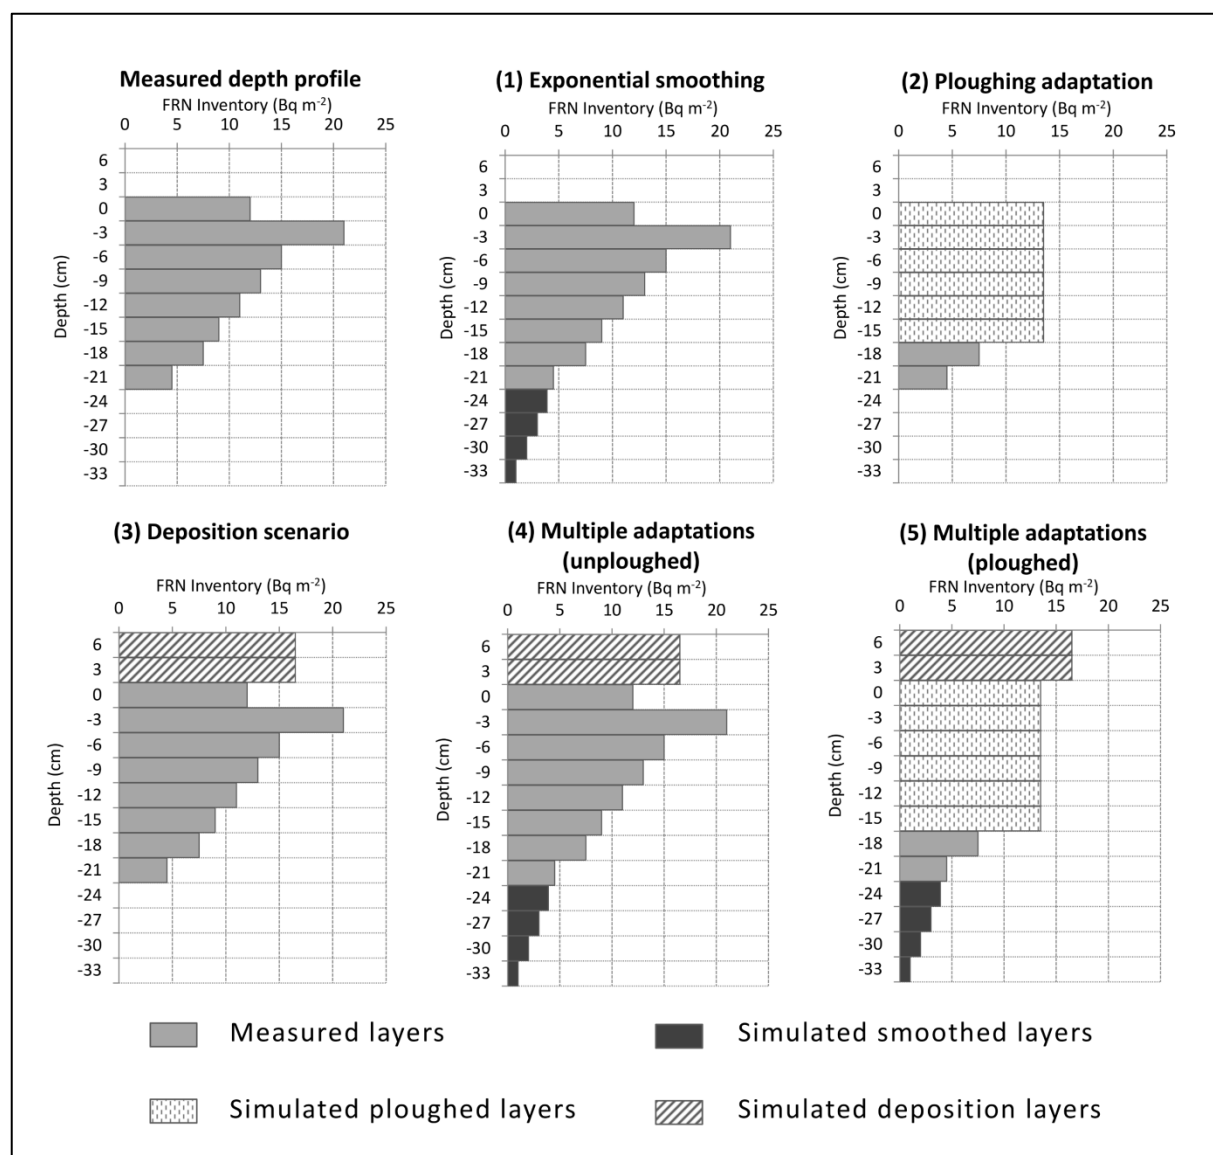 Measured depth profile
FRN Inventory (Bq m⁻²)
0 5 10 15 20 25
Depth (cm)
6
3
0
-3
-6
-9
-12
-15
-18
-21
-24
-27
-30
-33
(1) Exponential smoothing
FRN Inventory (Bq m⁻²)
0 5 10 15 20 25
Depth (cm)
6
3
0
-3
-6
-9
-12
-15
-18
-21
-24
-27
-30
-33
(2) Ploughing adaptation
FRN Inventory (Bq m⁻²)
0 5 10 15 20 25
Depth (cm)
6
3
0
-3
-6
-9
-12
-15
-18
-21
-24
-27
-30
-33
(3) Deposition scenario
FRN Inventory (Bq m⁻²)
0 5 10 15 20 25
Depth (cm)
6
3
0
-3
-6
-9
-12
-15
-18
-21
-24
-27
-30
-33
(4) Multiple adaptations
(unploughed)
FRN Inventory (Bq m⁻²)
0 5 10 15 20 25
Depth (cm)
6
3
0
-3
-6
-9
-12
-15
-18
-21
-24
-27
-30
-33
(5) Multiple adaptations
(ploughed)
FRN Inventory (Bq m⁻²)
0 5 10 15 20 25
Depth (cm)
6
3
0
-3
-6
-9
-12
-15
-18
-21
-24
-27
-30
-33
Measured layers
Simulated smoothed layers
Simulated ploughed layers
Simulated deposition layers